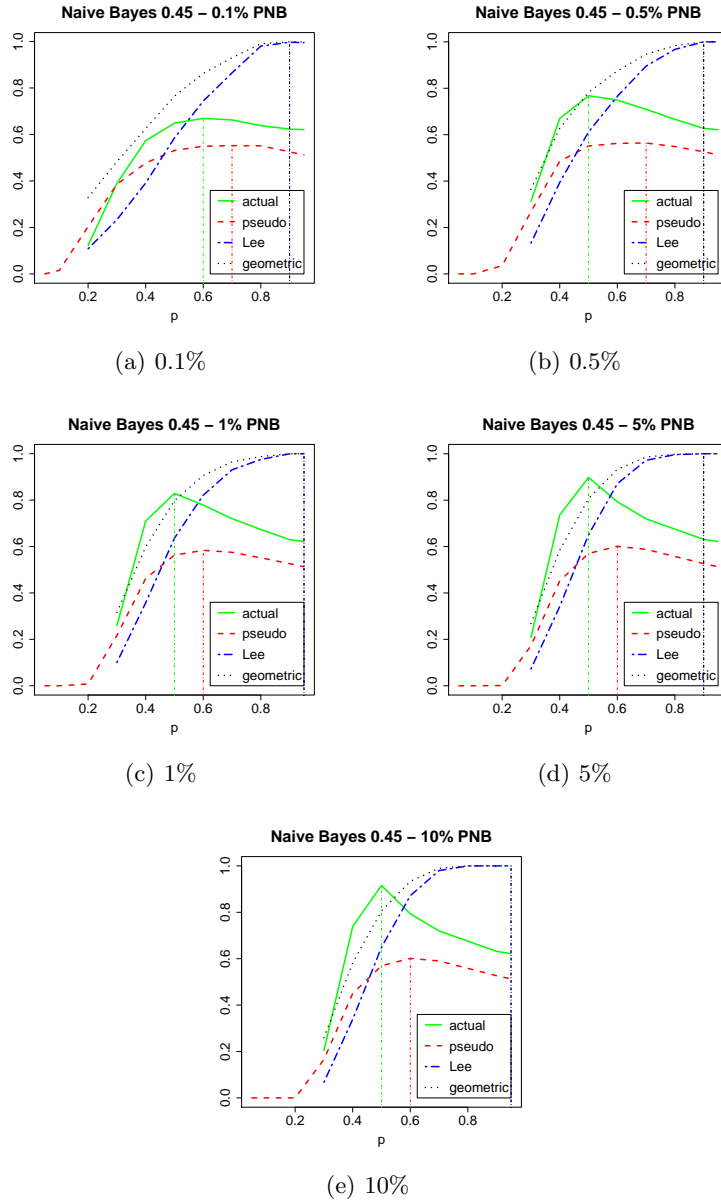 Naive Bayes 0.45 – 0.1% PNB
1.0
0.8
0.6
0.4
0.2
0.0
actual
pseudo
Lee
geometric
0.2 0.4 0.6 0.8
p
(a) 0.1%
Naive Bayes 0.45 – 0.5% PNB
1.0
0.8
0.6
0.4
0.2
0.0
actual
pseudo
Lee
geometric
0.2 0.4 0.6 0.8
p
(b) 0.5%
Naive Bayes 0.45 – 1% PNB
1.0
0.8
0.6
0.4
0.2
0.0
actual
pseudo
Lee
geometric
0.2 0.4 0.6 0.8
p
(c) 1%
Naive Bayes 0.45 – 5% PNB
1.0
0.8
0.6
0.4
0.2
0.0
actual
pseudo
Lee
geometric
0.2 0.4 0.6 0.8
p
(d) 5%
Naive Bayes 0.45 – 10% PNB
1.0
0.8
0.6
0.4
0.2
0.0
actual
pseudo
Lee
geometric
0.2 0.4 0.6 0.8
p
(e) 10%